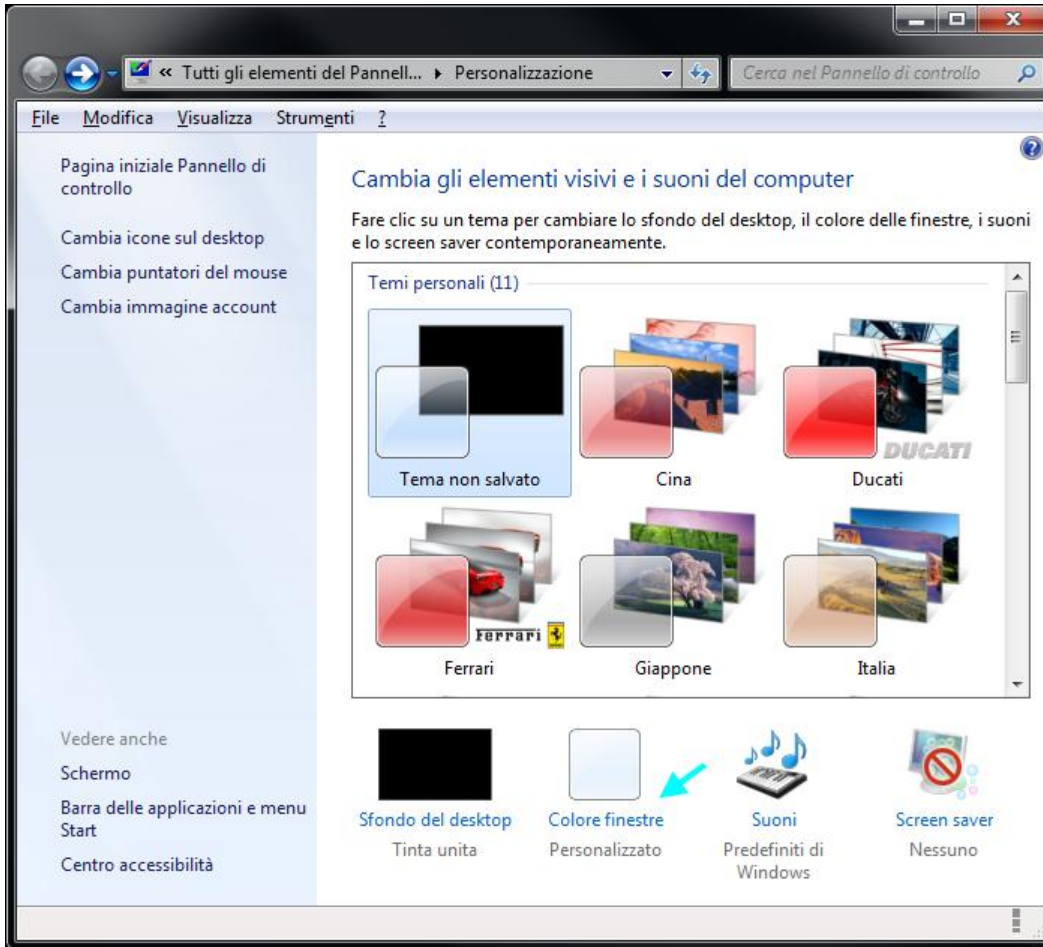 « Tutti gli elementi del Pannell... ▸ Personalizzazione
Cerca nel Pannello di controllo
File Modifica Visualizza Strumenti ?
Pagina iniziale Pannello di
controllo
Cambia icone sul desktop
Cambia puntatori del mouse
Cambia immagine account
Cambia gli elementi visivi e i suoni del computer
Fare clic su un tema per cambiare lo sfondo del desktop, il colore delle finestre, i suoni
e lo screen saver contemporaneamente.
Temi personali (11)
DUCATI
Tema non salvato
Cina
Ducati
Ferrari
Ferrari
Giappone
Italia
Vedere anche
Schermo
Barra delle applicazioni e menu
Start
Centro accessibilità
Sfondo del desktop
Tinta unita
Colore finestre
Personalizzato
Suoni
Predefiniti di
Windows
Screen saver
Nessuno